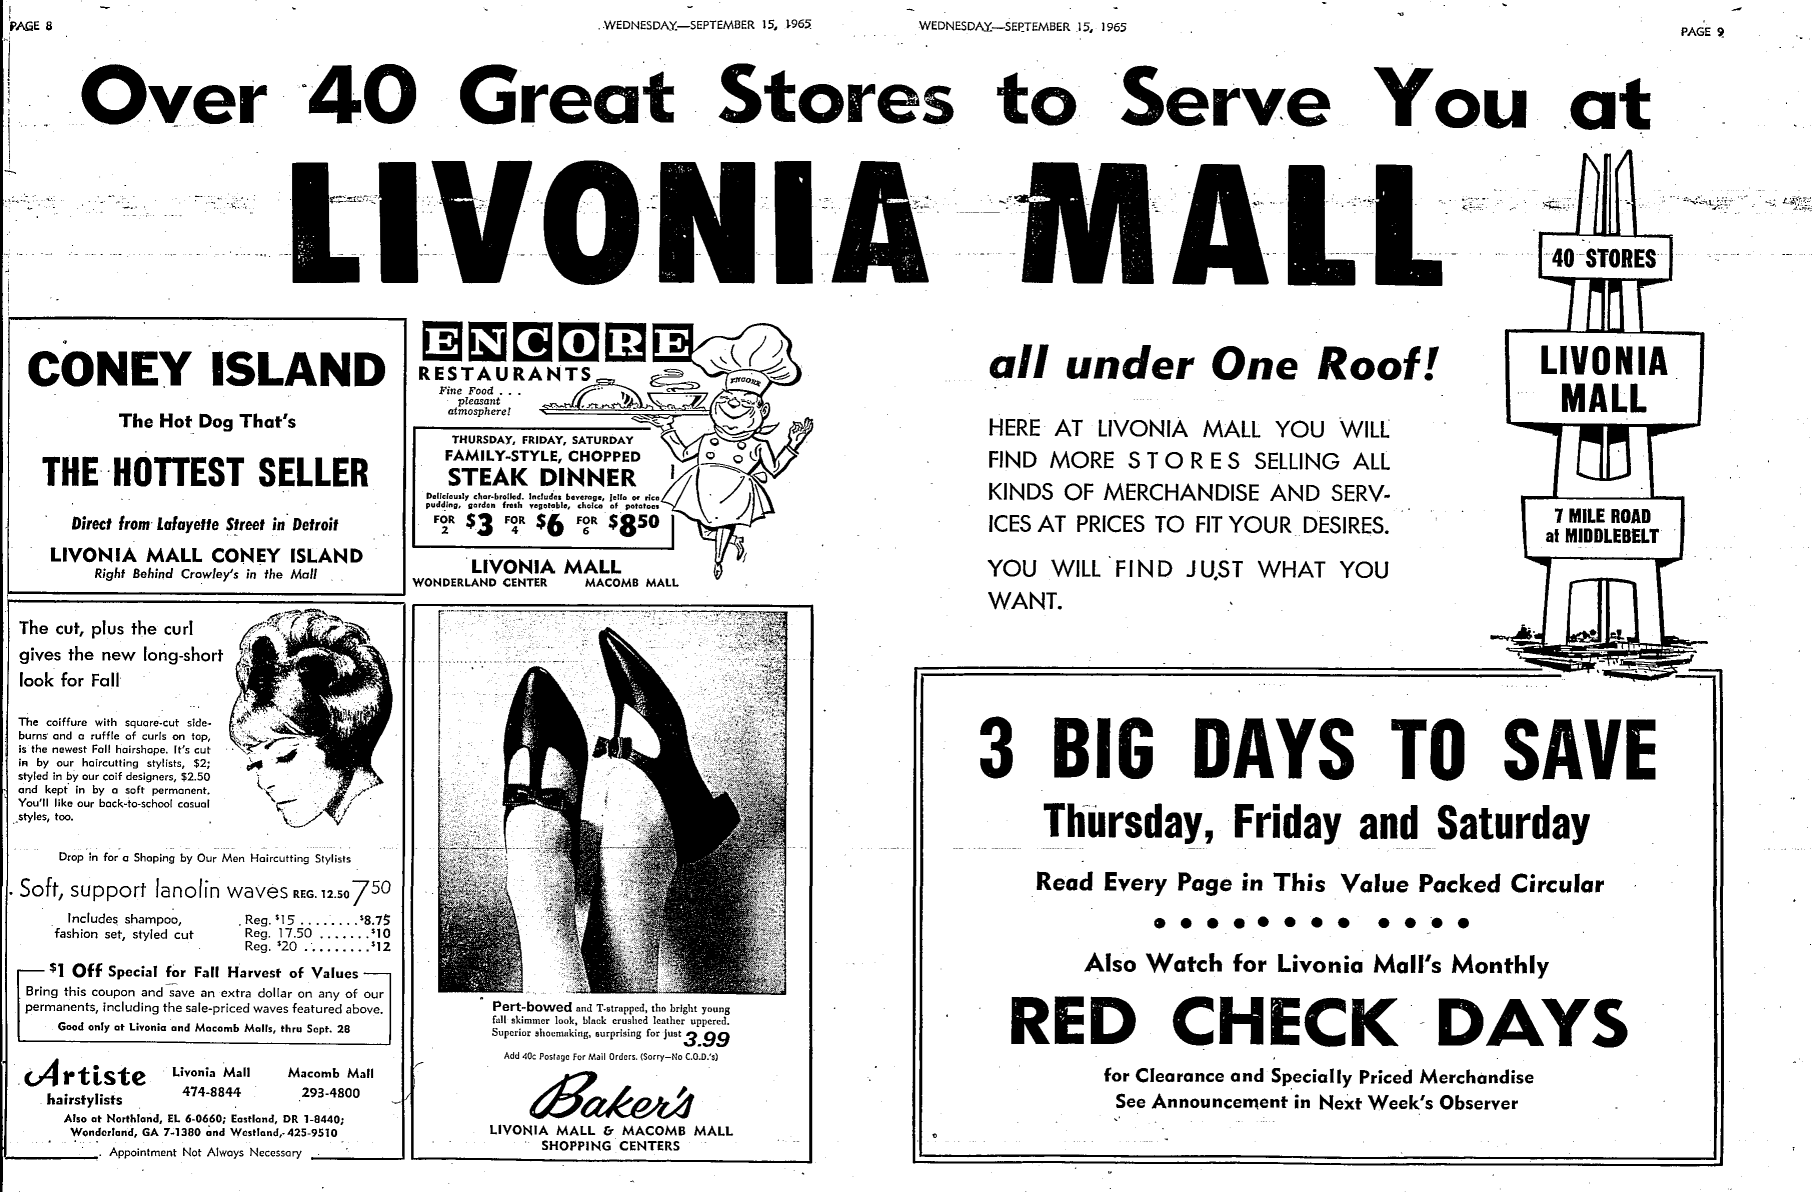 PAGE 8
WEDNESDAY—SEPTEMBER 15, 1965
WEDNESDAY—SEPTEMBER 15, 1965
PAGE 9
Over 40 Great Stores to Serve You at
LIVONIA MALL
40 STORES
LIVONIA
MALL
7 MILE ROAD
at MIDDLEBELT
CONEY ISLAND
The Hot Dog That's
THE HOTTEST SELLER
Direct from Lafayette Street in Detroit
LIVONIA MALL CONEY ISLAND
Right Behind Crowley's in the Mall
ENCORE
RESTAURANTS
Fine Food . . .
pleasant
atmosphere!
ENCORE
THURSDAY, FRIDAY, SATURDAY
FAMILY-STYLE, CHOPPED
STEAK DINNER
Deliciously char-broiled. Includes beverage, jello or rice
pudding, garden fresh vegetable, choice of potatoes
FOR 2 $3 FOR 4 $6 FOR 6 $8.50
LIVONIA MALL
WONDERLAND CENTER MACOMB MALL
all under One Roof!
HERE AT LIVONIA MALL YOU WILL
FIND MORE STORES SELLING ALL
KINDS OF MERCHANDISE AND SERV-
ICES AT PRICES TO FIT YOUR DESIRES.
YOU WILL FIND JUST WHAT YOU
WANT.
The cut, plus the curl
gives the new long-short
look for Fall
The coiffure with square-cut side-
burns and a ruffle of curls on top,
is the newest Fall hairshape. It's cut
in by our haircutting stylists, $2;
styled in by our coif designers, $2.50
and kept in by a soft permanent.
You'll like our back-to-school casual
styles, too.
Drop in for a Shaping by Our Men Haircutting Stylists
Soft, support lanolin waves REG. 12.50 7.50
Includes shampoo,
fashion set, styled cut
Reg. $15 ........$8.75
Reg. 17.50 .......$10
Reg. $20 .........$12
$1 Off Special for Fall Harvest of Values
Bring this coupon and save an extra dollar on any of our
permanents, including the sale-priced waves featured above.
Good only at Livonia and Macomb Malls, thru Sept. 28
Artiste
hairstylists
Livonia Mall
474-8844
Macomb Mall
293-4800
Also at Northland, EL 6-0660; Eastland, DR 1-8440;
Wonderland, GA 7-1380 and Westland, 425-9510
Appointment Not Always Necessary
Pert-bowed and T-strapped, the bright young
fall skimmer look, black crushed leather uppered.
Superior shoemaking, surprising for just 3.99
Add 40c Postage For Mail Orders. (Sorry—No C.O.D.'s)
Baker's
LIVONIA MALL & MACOMB MALL
SHOPPING CENTERS
3 BIG DAYS TO SAVE
Thursday, Friday and Saturday
Read Every Page in This Value Packed Circular
Also Watch for Livonia Mall's Monthly
RED CHECK DAYS
for Clearance and Specially Priced Merchandise
See Announcement in Next Week's Observer